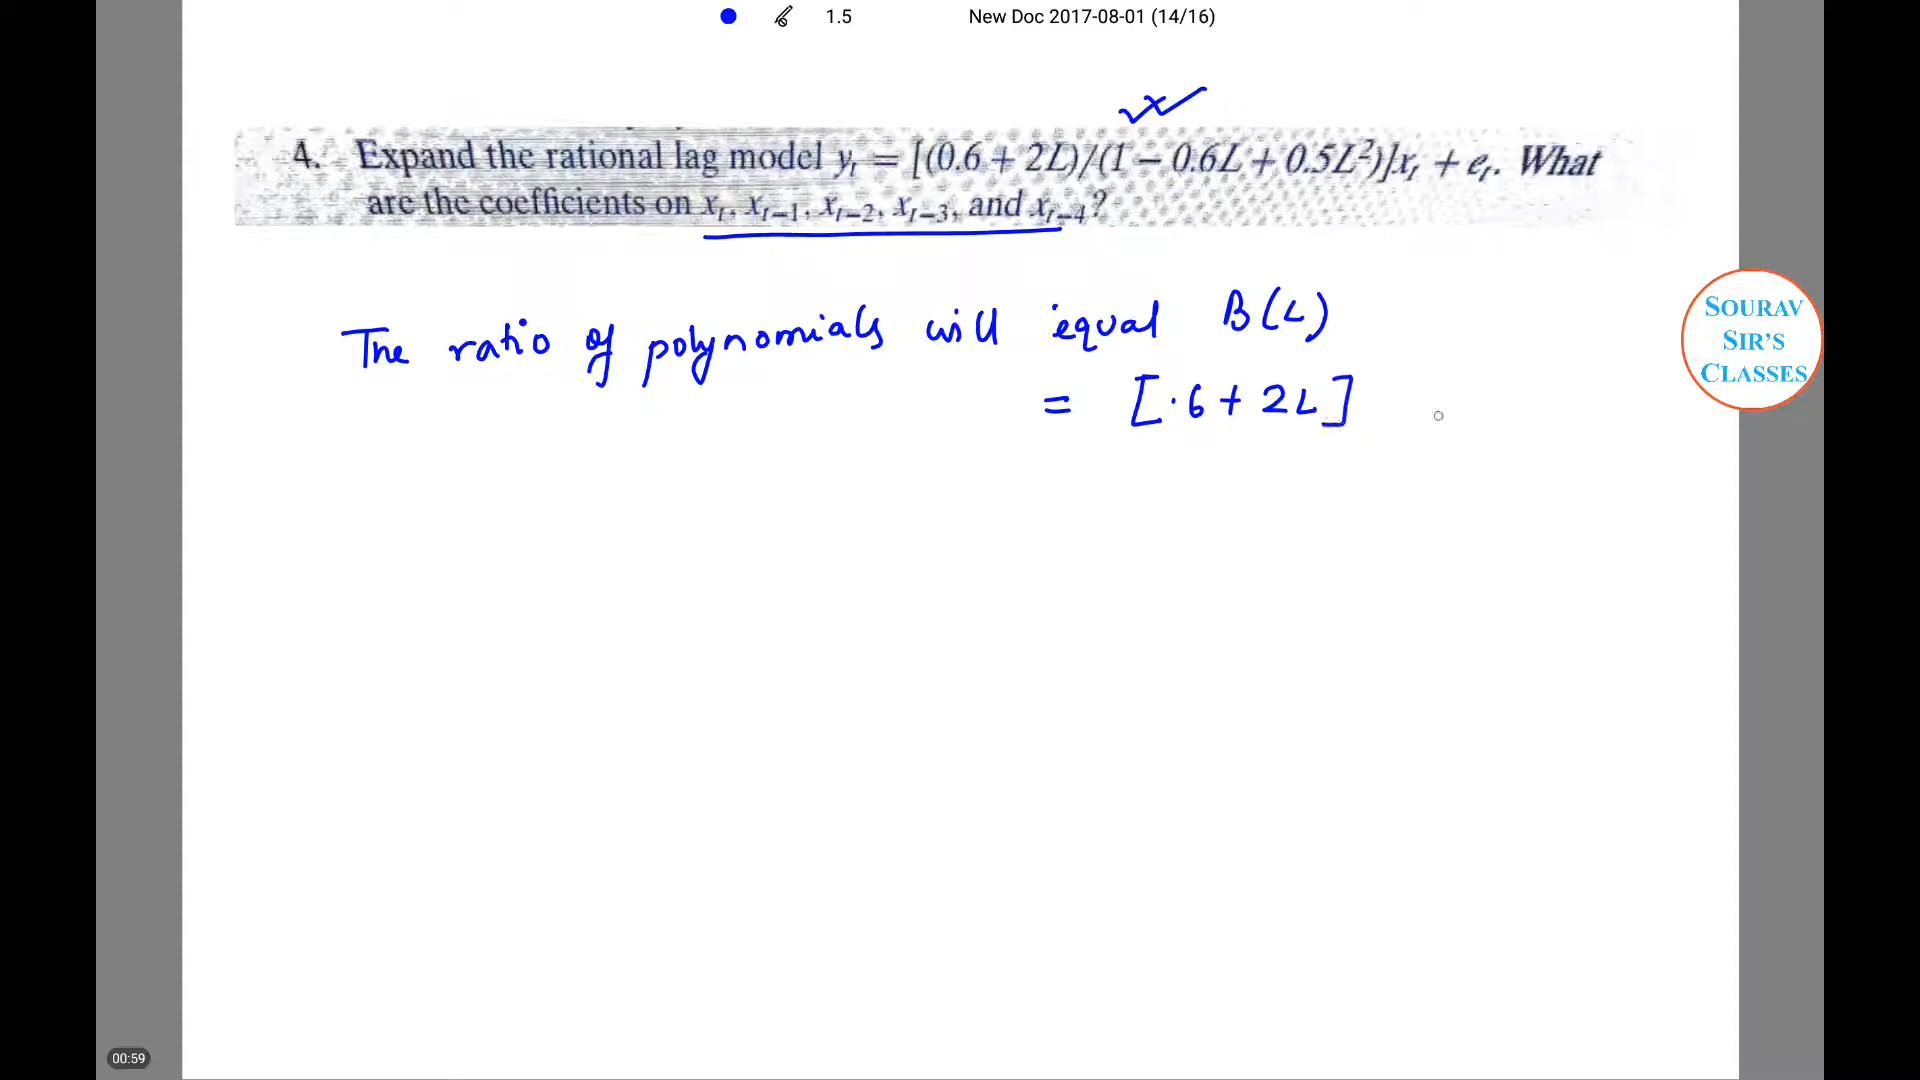 1.5 New Doc 2017-08-01 (14/16)
4. Expand the rational lag model yₜ = [(0.6 + 2L)/(1 − 0.6L + 0.5L²)]xₜ + eₜ. What
are the coefficients on xₜ, xₜ₋₁, xₜ₋₂, xₜ₋₃, and xₜ₋₄?
The ratio of polynomials will equal B(L)
= [.6 + 2L]
SOURAV
SIR'S
CLASSES
00:59